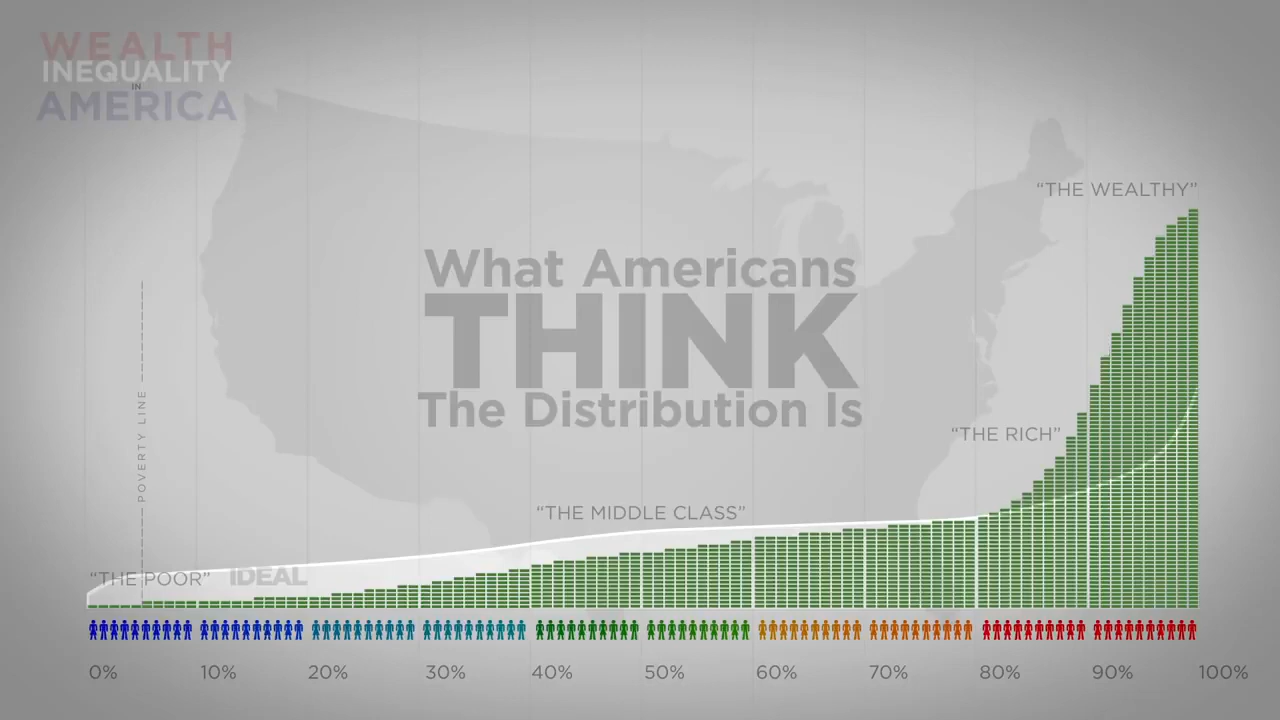 WEALTH
INEQUALITY
IN
AMERICA
“THE WEALTHY”
What Americans
THINK
The Distribution Is
POVERTY LINE
“THE RICH”
“THE MIDDLE CLASS”
“THE POOR” IDEAL
0% 10% 20% 30% 40% 50% 60% 70% 80% 90% 100%